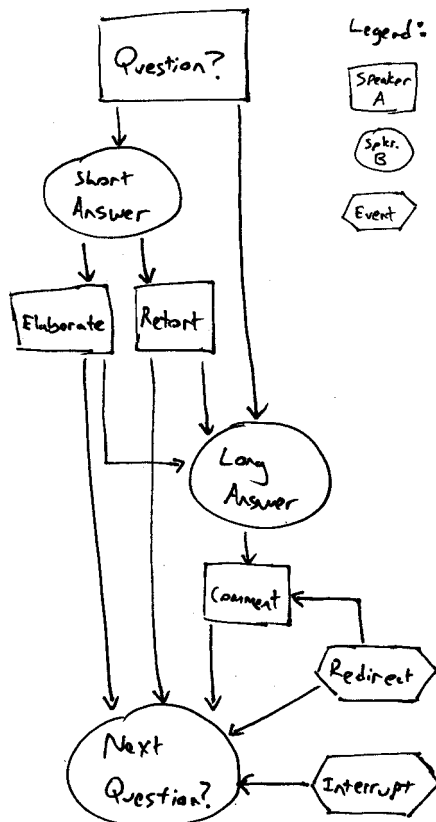 Question?
Legend:
Speaker
A
Spkr.
B
Event
Short
Answer
Elaborate
Retort
Long
Answer
Comment
Redirect
Next
Question?
Interrupt